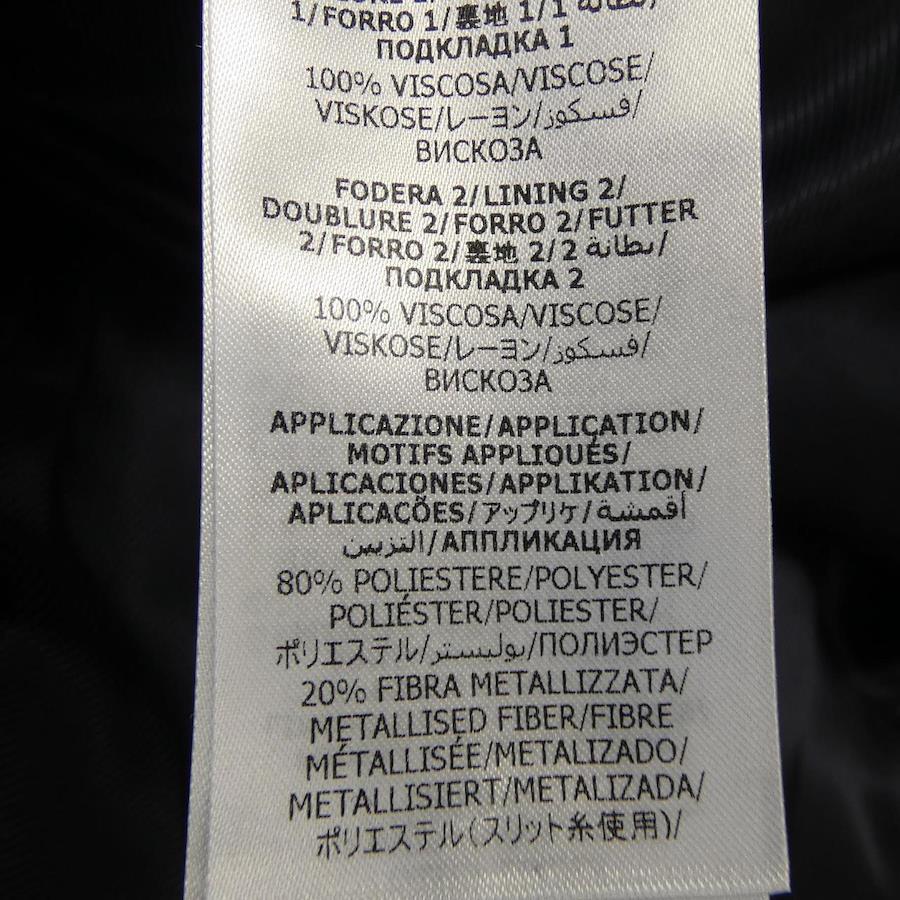 1/FORRO 1/裏地 1/1 بطانة/
ПОДКЛАДКА 1
100% VISCOSA/VISCOSE/
VISKOSE/レーヨン/فسكوز/
ВИСКОЗА
FODERA 2/LINING 2/
DOUBLURE 2/FORRO 2/FUTTER
2/FORRO 2/裏地 2/2 بطانة/
ПОДКЛАДКА 2
100% VISCOSA/VISCOSE/
VISKOSE/レーヨン/فسكوز/
ВИСКОЗА
APPLICAZIONE/APPLICATION/
MOTIFS APPLIQUÉS/
APLICACIONES/APPLIKATION/
APLICACÕES/アップリケ/أقمشة
التزيين/АППЛИКАЦИЯ
80% POLIESTERE/POLYESTER/
POLIÉSTER/POLIESTER/
ポリエステル/بوليستر/ПОЛИЭСТЕР
20% FIBRA METALLIZZATA/
METALLISED FIBER/FIBRE
MÉTALLISÉE/METALIZADO/
METALLISIERT/METALIZADA/
ポリエステル(スリット糸使用)/